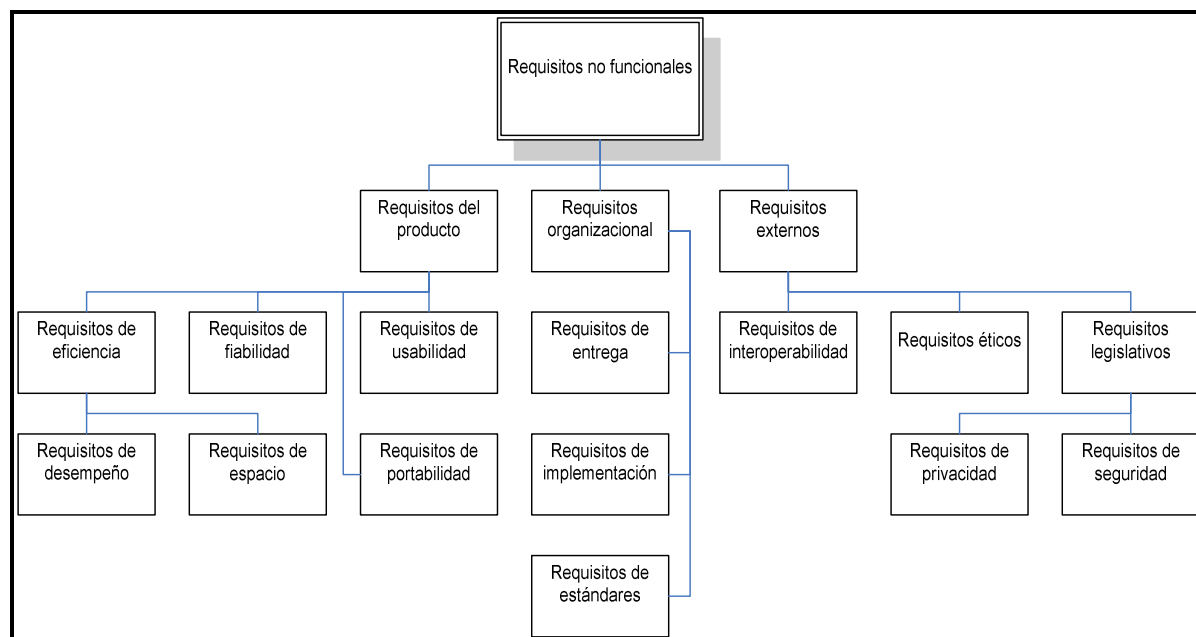 Requisitos no funcionales
Requisitos del
producto
Requisitos
organizacional
Requisitos
externos
Requisitos de
eficiencia
Requisitos de
fiabilidad
Requisitos de
usabilidad
Requisitos de
entrega
Requisitos de
interoperabilidad
Requisitos éticos
Requisitos
legislativos
Requisitos de
desempeño
Requisitos de
espacio
Requisitos de
portabilidad
Requisitos de
implementación
Requisitos de
privacidad
Requisitos de
seguridad
Requisitos de
estándares